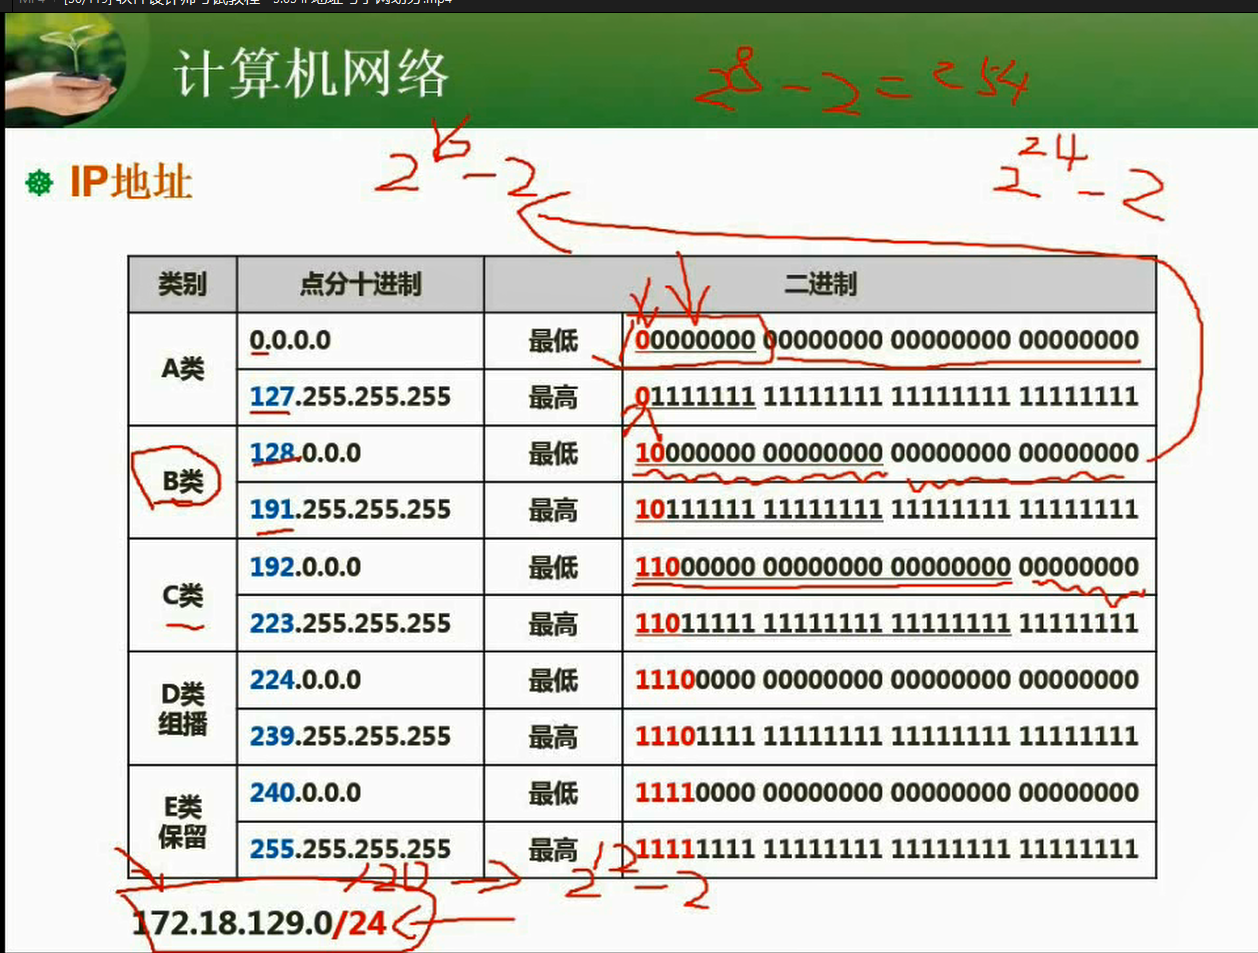 计算机网络
2^8-2=254
2^16-2
2^24-2
IP地址
类别 点分十进制 二进制
A类
0.0.0.0 最低 00000000 00000000 00000000 00000000
127.255.255.255 最高 01111111 11111111 11111111 11111111
B类
128.0.0.0 最低 10000000 00000000 00000000 00000000
191.255.255.255 最高 10111111 11111111 11111111 11111111
C类
192.0.0.0 最低 11000000 00000000 00000000 00000000
223.255.255.255 最高 11011111 11111111 11111111 11111111
D类
组播
224.0.0.0 最低 11100000 00000000 00000000 00000000
239.255.255.255 最高 11101111 11111111 11111111 11111111
E类
保留
240.0.0.0 最低 11110000 00000000 00000000 00000000
255.255.255.255 最高 11111111 11111111 11111111 11111111
/20 → 2^12-2
172.18.129.0/24